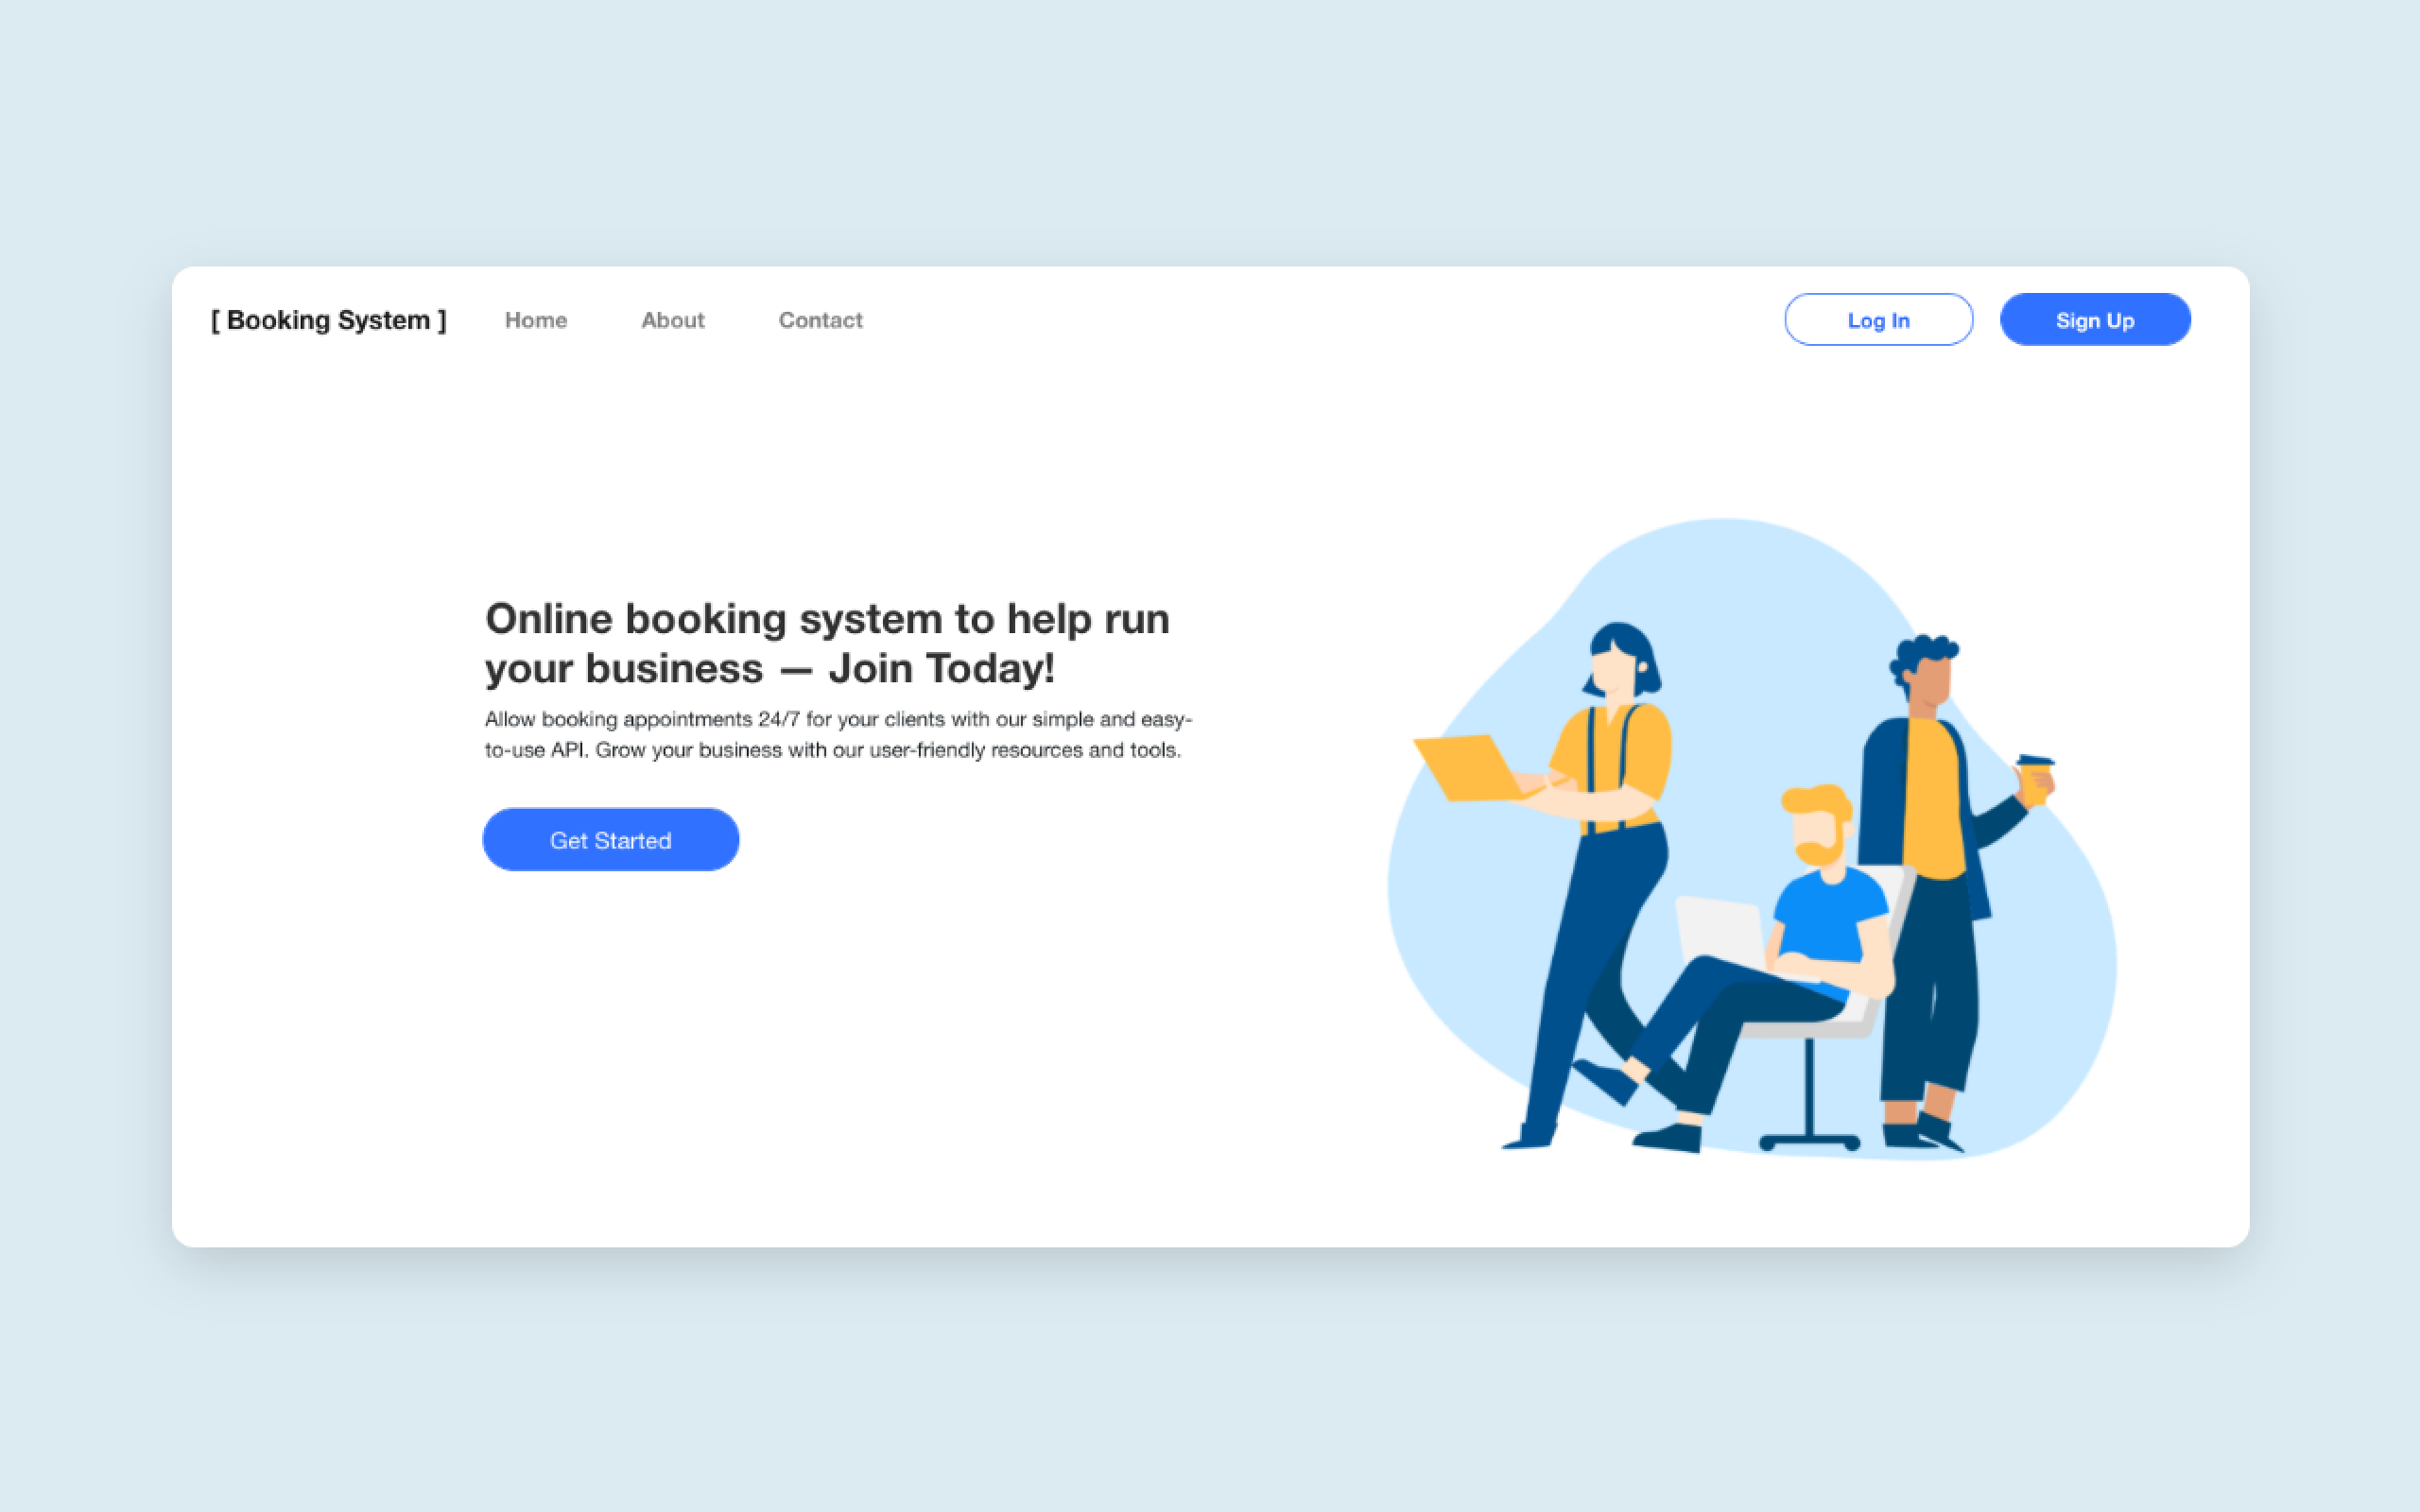 [ Booking System ] Home About Contact Log In Sign Up
Online booking system to help run
your business — Join Today!
Allow booking appointments 24/7 for your clients with our simple and easy-
to-use API. Grow your business with our user-friendly resources and tools.
Get Started